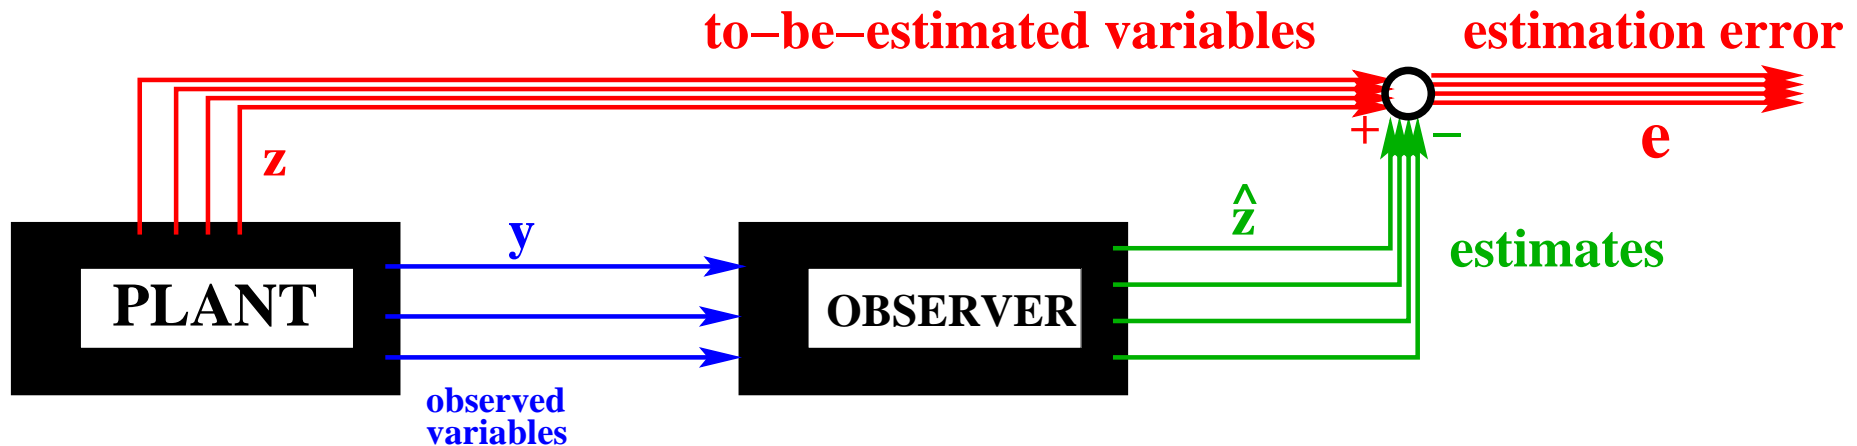 to−be−estimated variables
estimation error
+
−
e
z
ẑ
y
estimates
PLANT
OBSERVER
observed
variables